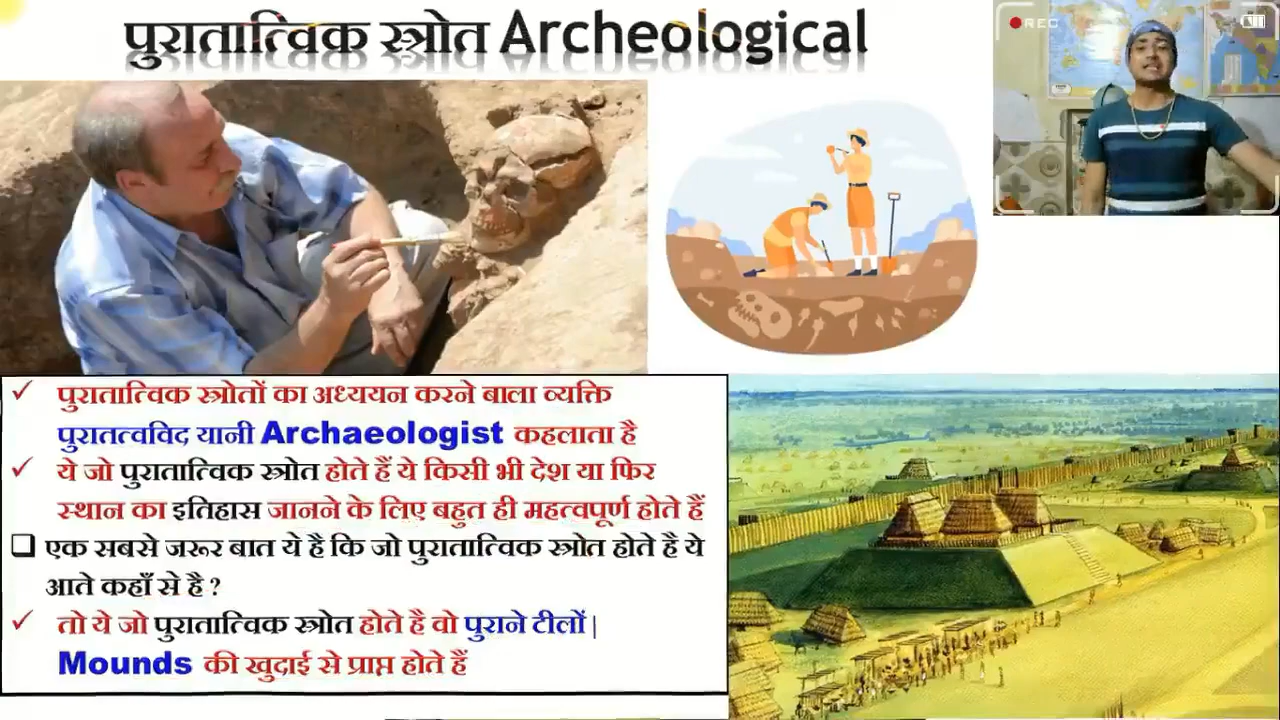 पुरातात्विक स्त्रोत Archeological
REC
✓ पुरातात्विक स्त्रोतों का अध्ययन करने बाला व्यक्ति
पुरातत्वविद यानी Archaeologist कहलाता है
✓ ये जो पुरातात्विक स्त्रोत होते हैं ये किसी भी देश या फिर
स्थान का इतिहास जानने के लिए बहुत ही महत्वपूर्ण होते हैं
❑ एक सबसे जरूर बात ये है कि जो पुरातात्विक स्त्रोत होते है ये
आते कहाँ से है ?
✓ तो ये जो पुरातात्विक स्त्रोत होते है वो पुराने टीलों |
Mounds की खुदाई से प्राप्त होते हैं